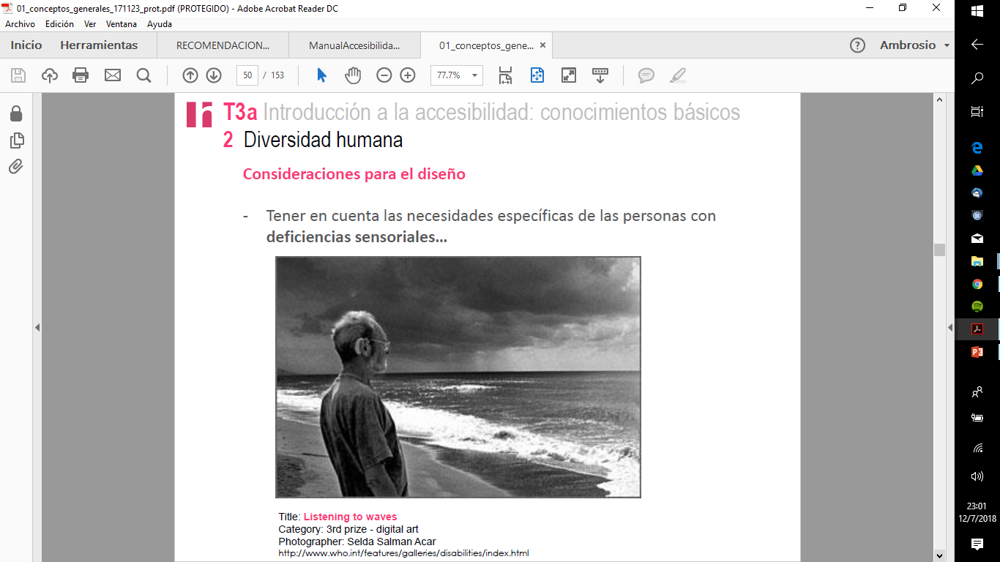 01_conceptos_generales_171123_prot.pdf (PROTEGIDO) - Adobe Acrobat Reader DC
Archivo Edición Ver Ventana Ayuda
Inicio Herramientas RECOMENDACION... ManualAccesibilida... 01_conceptos_gene... Ambrosio
50 / 153 77.7%
T3a Introducción a la accesibilidad: conocimientos básicos
2 Diversidad humana
Consideraciones para el diseño
- Tener en cuenta las necesidades específicas de las personas con
deficiencias sensoriales...
Title: Listening to waves
Category: 3rd prize - digital art
Photographer: Selda Salman Acar
http://www.who.int/features/galleries/disabilities/index.html
23:01
12/7/2018